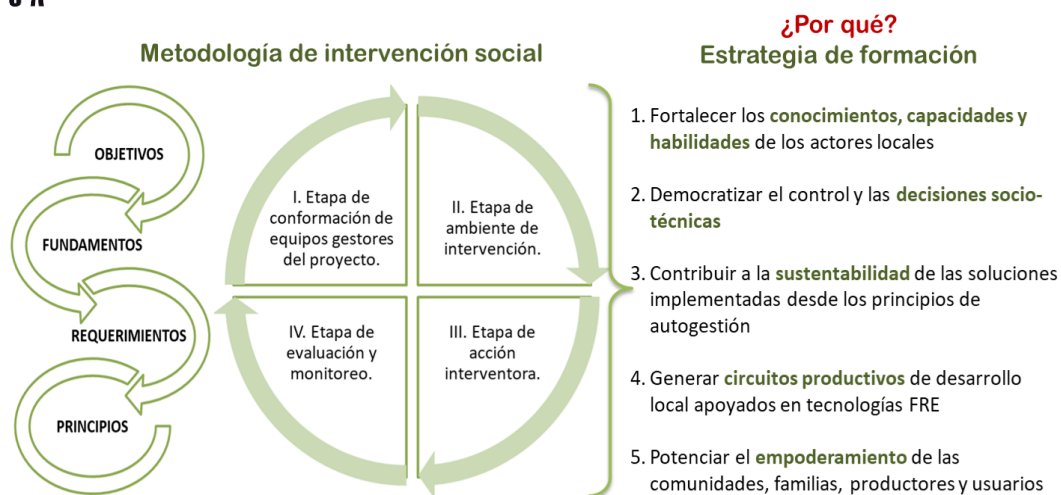 ¿Por qué?
Metodología de intervención social
Estrategia de formación
OBJETIVOS
FUNDAMENTOS
REQUERIMIENTOS
PRINCIPIOS
I. Etapa de
conformación de
equipos gestores
del proyecto.
II. Etapa de
ambiente de
intervención.
IV. Etapa de
evaluación y
monitoreo.
III. Etapa de
acción
interventora.
1. Fortalecer los conocimientos, capacidades y
habilidades de los actores locales
2. Democratizar el control y las decisiones socio-
técnicas
3. Contribuir a la sustentabilidad de las soluciones
implementadas desde los principios de
autogestión
4. Generar circuitos productivos de desarrollo
local apoyados en tecnologías FRE
5. Potenciar el empoderamiento de las
comunidades, familias, productores y usuarios